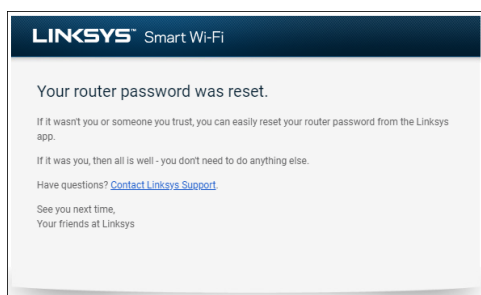 LINKSYS™ Smart Wi-Fi
Your router password was reset.
If it wasn't you or someone you trust, you can easily reset your router password from the Linksys
app.
If it was you, then all is well - you don't need to do anything else.
Have questions? Contact Linksys Support.
See you next time,
Your friends at Linksys